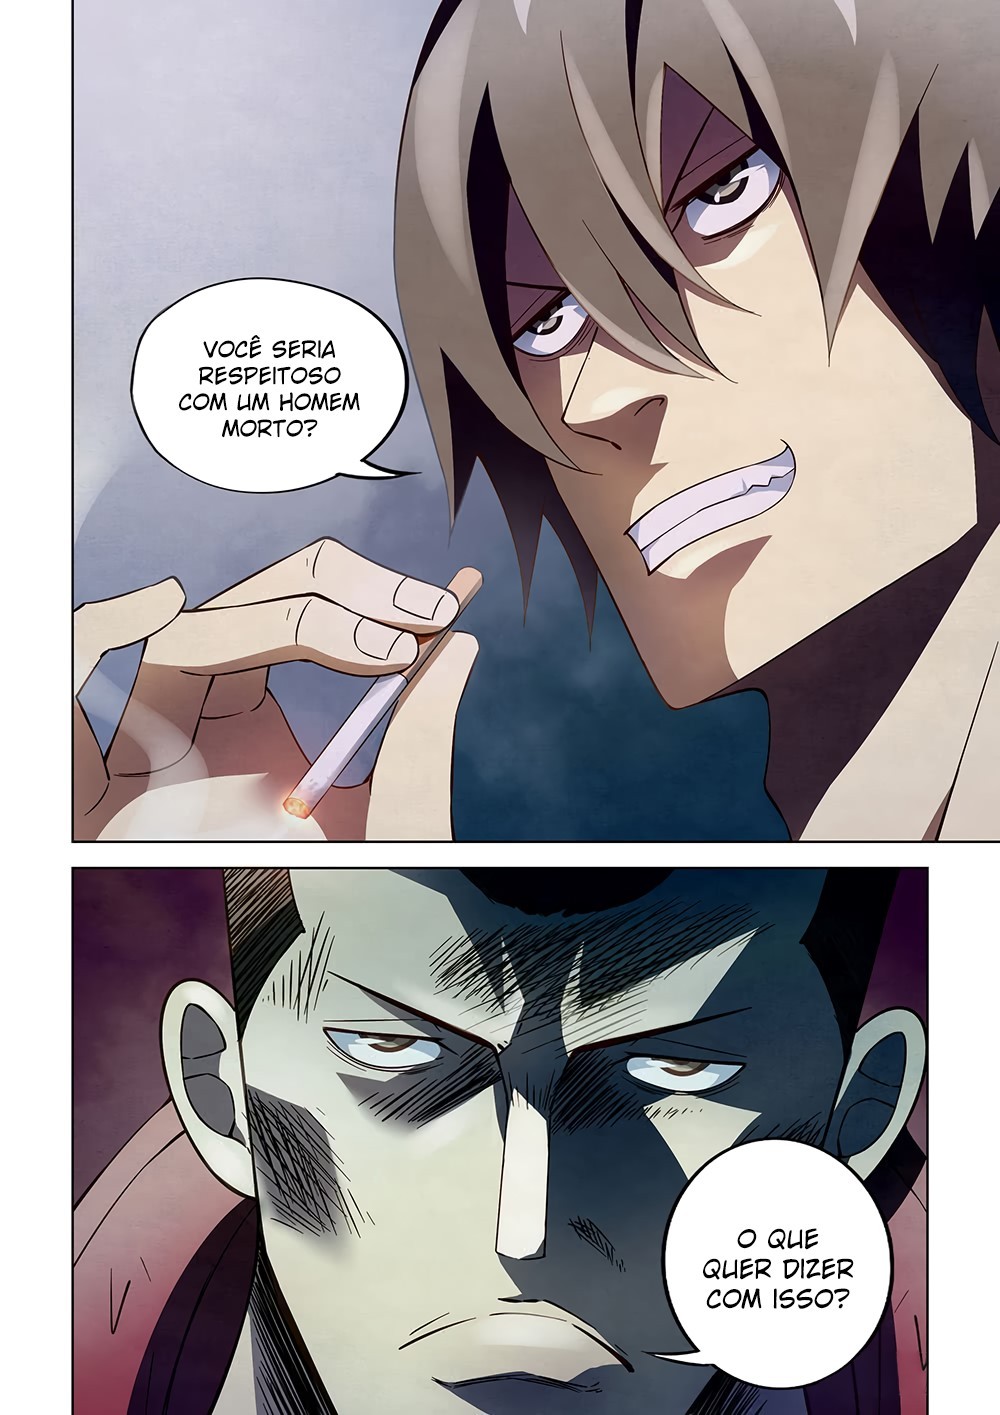 VOCÊ SERIA
RESPEITOSO
COM UM HOMEM
MORTO?
O QUE
QUER DIZER
COM ISSO?